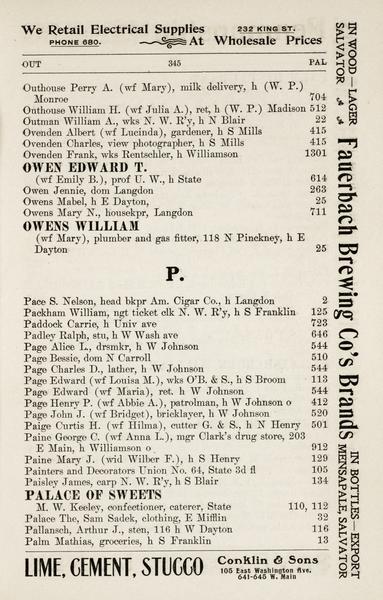 We Retail Electrical Supplies 232 KING ST.
PHONE 680. At Wholesale Prices
OUT 345 PAL
Outhouse Perry A. (wf Mary), milk delivery, h (W. P.)
Monroe 704
Outhouse William H. (wf Julia A.), ret, h (W. P.) Madison 512
Outman William A., wks N. W. R'y, h N Blair 22
Ovenden Albert (wf Lucinda), gardener, h S Mills 415
Ovenden Charles, view photographer, h S Mills 415
Ovenden Frank, wks Rentschler, h Williamson 1301
OWEN EDWARD T.
(wf Emily B.), prof U. W., h State 614
Owen Jennie, dom Langdon 263
Owens Mabel, h E Dayton, 25
Owens Mary N., housekpr, Langdon 711
OWENS WILLIAM
(wf Mary), plumber and gas fitter, 118 N Pinckney, h E
Dayton 25
P.
Pace S. Nelson, head bkpr Am. Cigar Co., h Langdon 2
Packham William, ngt ticket clk N. W. R'y, h S Franklin 125
Paddock Carrie, h Univ ave 723
Padley Ralph, stu, h W Wash ave 646
Page Alice L., drsmkr, h W Johnson 544
Page Bessie, dom N Carroll 510
Page Charles D., lather, h W Johnson 544
Page Edward (wf Louisa M.), wks O'B. & S., h S Broom 113
Page Edward (wf Maria), ret. h W Johnson 544
Page Henry P. (wf Abbie A.), patrolman, h W Johnson o 412
Page John J. (wf Bridget), bricklayer, h W Johnson 520
Paige Curtis H. (wf Hilma), cutter G. & S., h N Henry 501
Paine George C. (wf Anna L.), mgr Clark's drug store, 203
E Main, h Williamson o 912
Paine Mary J. (wid Wilber F.), h S Henry 129
Painters and Decorators Union No. 64, State 3d fl 105
Paisley James, carp N. W. R'y, h S Blair 134
PALACE OF SWEETS
M. W. Keeley, confectioner, caterer, State 110, 112
Palace The, Sam Sadek, clothing, E Mifflin 32
Pallansch, Arthur J., sten, 116 h W Dayton 116
Palm Mathias, groceries, h S Franklin 13
LIME, CEMENT, STUCCO Conklin & Sons
105 East Washington Ave.
641-645 W. Main
IN WOOD—LAGER
SALVATOR
Fauerbach Brewing Co's Brands
IN BOTTLES—EXPORT
MENSAPALE, SALVATOR